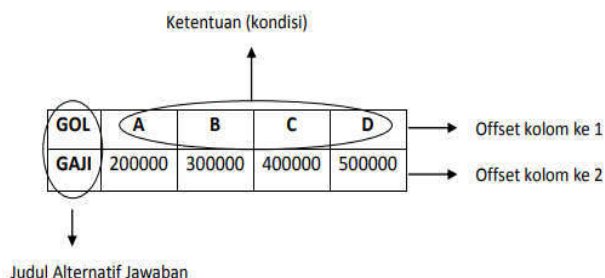 Ketentuan (kondisi)
GOL A B C D
Offset kolom ke 1
GAJI 200000 300000 400000 500000
Offset kolom ke 2
Judul Alternatif Jawaban